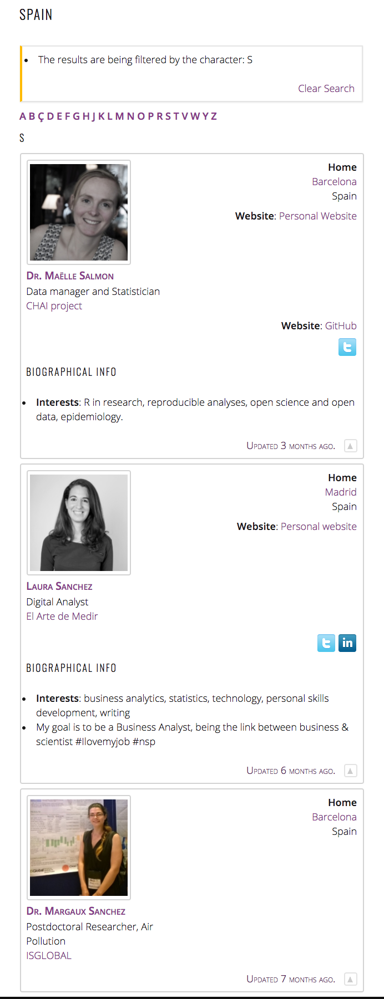 SPAIN
The results are being filtered by the character: S
Clear Search
A B Ç D E F G H J K L M N O P R S T V W Y Z
S
Home
Barcelona
Spain
Website: Personal Website
Dr. Maëlle Salmon
Data manager and Statistician
CHAI project
Website: GitHub
BIOGRAPHICAL INFO
Interests: R in research, reproducible analyses, open science and open
data, epidemiology.
Updated 3 months ago.
Home
Madrid
Spain
Website: Personal website
Laura Sanchez
Digital Analyst
El Arte de Medir
in
BIOGRAPHICAL INFO
Interests: business analytics, statistics, technology, personal skills
development, writing
My goal is to be a Business Analyst, being the link between business &
scientist #Ilovemyjob #nsp
Updated 6 months ago.
Home
Barcelona
Spain
Dr. Margaux Sanchez
Postdoctoral Researcher, Air
Pollution
ISGLOBAL
Updated 7 months ago.